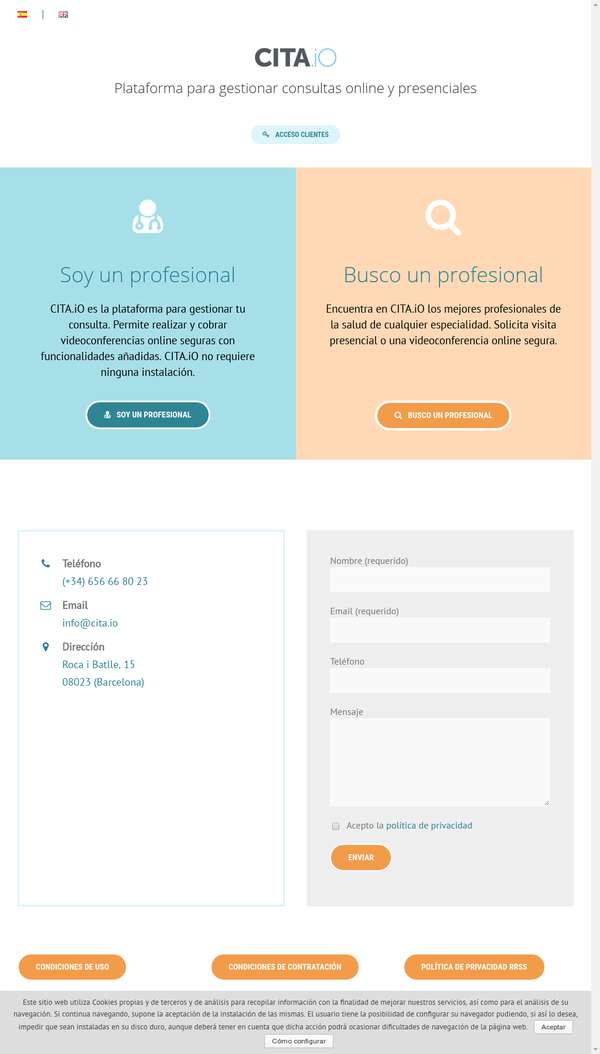 |
CITA.iO
Plataforma para gestionar consultas online y presenciales
ACCESO CLIENTES
Soy un profesional
CITA.iO es la plataforma para gestionar tu
consulta. Permite realizar y cobrar
videoconferencias online seguras con
funcionalidades añadidas. CITA.iO no requiere
ninguna instalación.
SOY UN PROFESIONAL
Busco un profesional
Encuentra en CITA.iO los mejores profesionales de
la salud de cualquier especialidad. Solicita visita
presencial o una videoconferencia online segura.
BUSCO UN PROFESIONAL
Teléfono
(+34) 656 66 80 23
Email
info@cita.io
Dirección
Roca i Batlle, 15
08023 (Barcelona)
Nombre (requerido)
Email (requerido)
Teléfono
Mensaje
Acepto la política de privacidad
ENVIAR
CONDICIONES DE USO
CONDICIONES DE CONTRATACIÓN
POLÍTICA DE PRIVACIDAD RRSS
Este sitio web utiliza Cookies propias y de terceros y de análisis para recopilar información con la finalidad de mejorar nuestros servicios, así como para el análisis de su
navegación. Si continua navegando, supone la aceptación de la instalación de las mismas. El usuario tiene la posibilidad de configurar su navegador pudiendo, si así lo desea,
impedir que sean instaladas en su disco duro, aunque deberá tener en cuenta que dicha acción podrá ocasionar dificultades de navegación de la página web. Aceptar
Cómo configurar